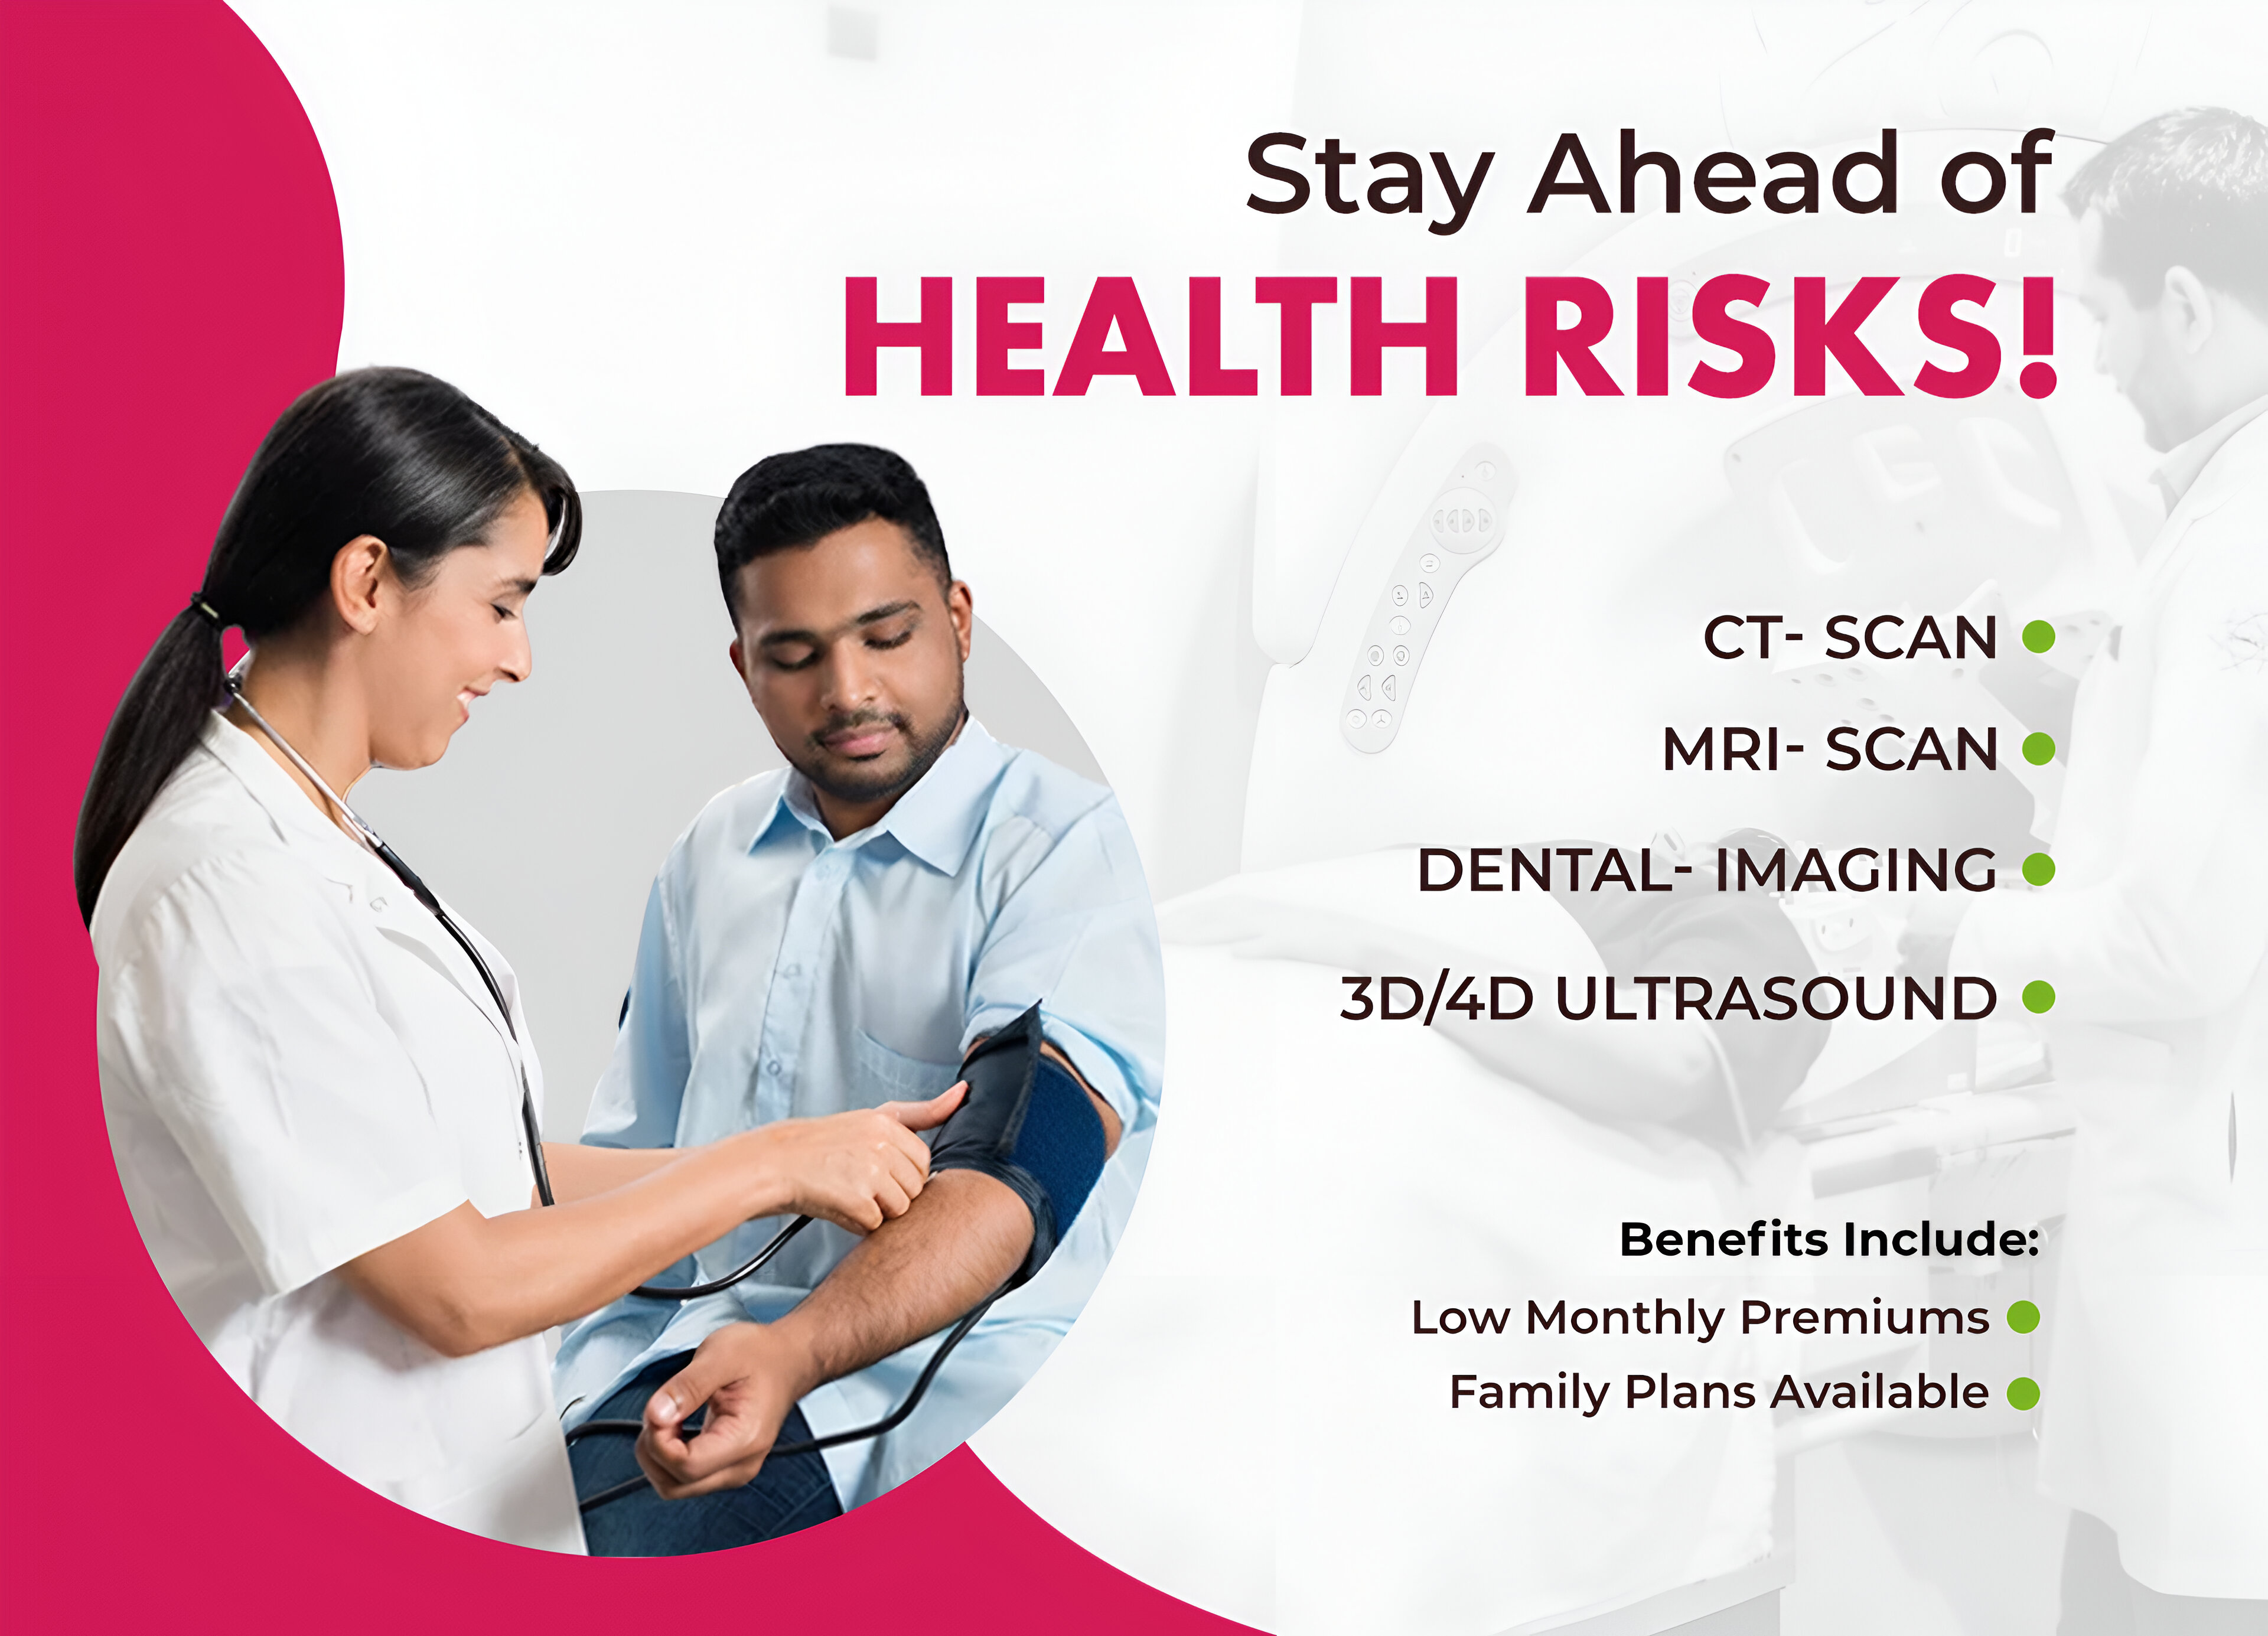 Stay Ahead of
HEALTH RISKS!
CT- SCAN
MRI- SCAN
DENTAL- IMAGING
3D/4D ULTRASOUND
Benefits Include:
Low Monthly Premiums
Family Plans Available